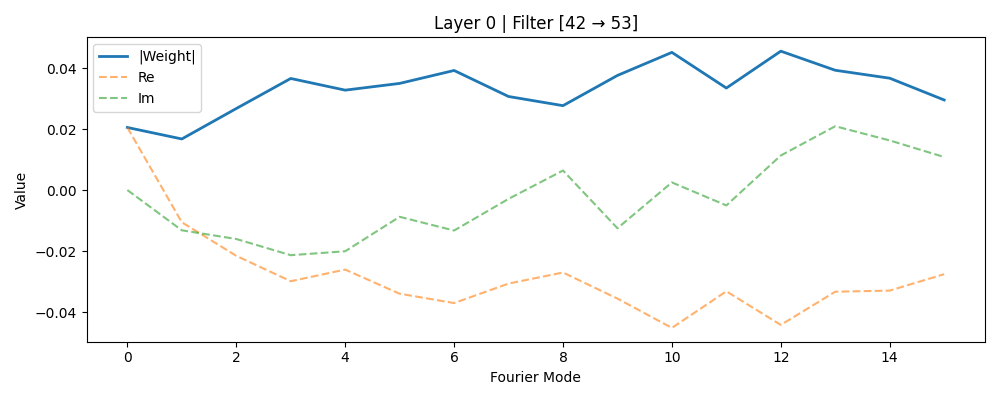 Layer 0 | Filter [42 → 53]
|Weight|
Re
Im
0.04
0.02
0.00
−0.02
−0.04
Value
0 2 4 6 8 10 12 14
Fourier Mode